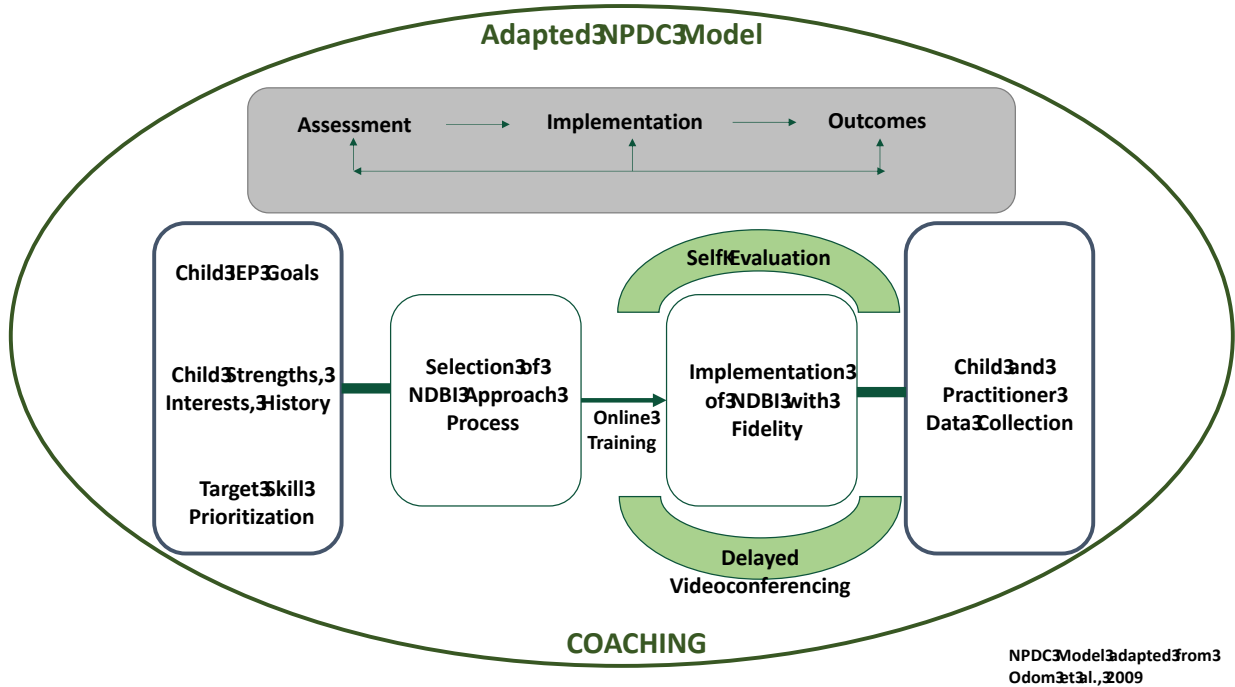 Adapted3NPDC3Model
Assessment
Implementation
Outcomes
Child3IEP3Goals
Child3Strengths,3
Interests,3History
Target3Skill3
Prioritization
Selection3of3
NDBI3Approach3
Process
Online3
Training
SelfKEvaluation
Implementation3
of3NDBI3with3
Fidelity
Delayed
Videoconferencing
Child3and3
Practitioner3
Data3Collection
COACHING
NPDC3Model3adapted3from3
Odom3et3al.,32009